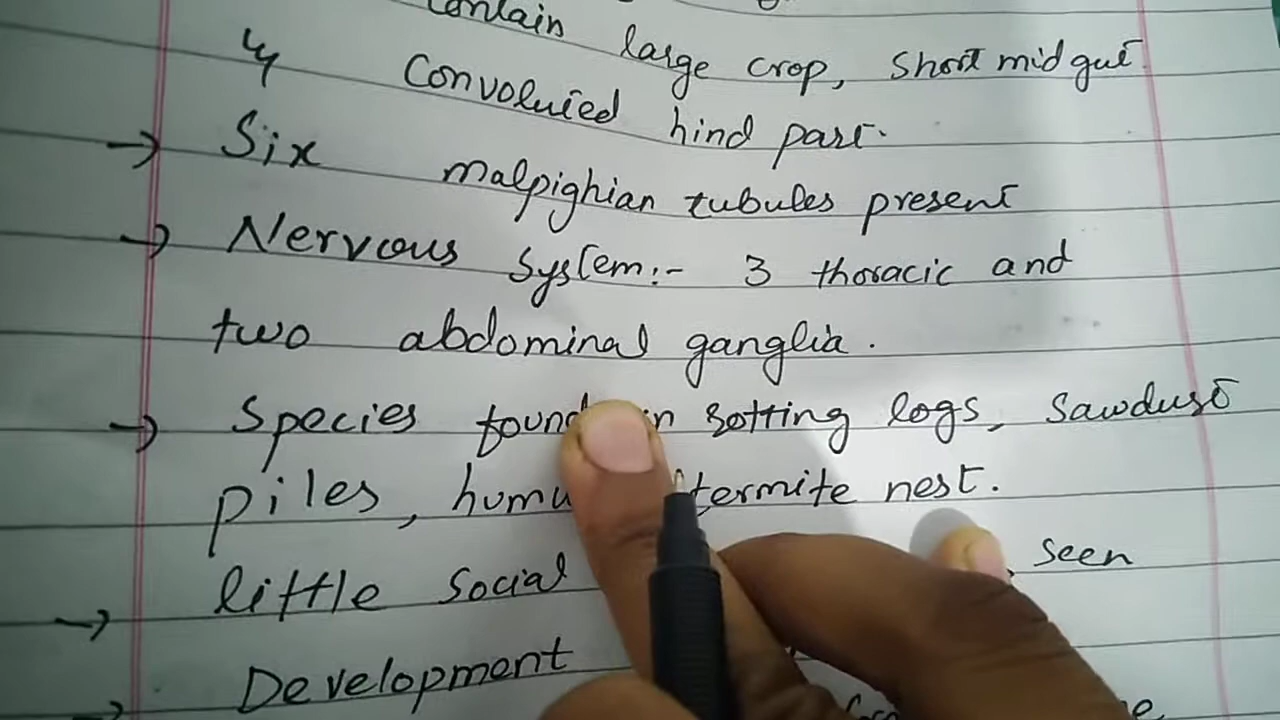 contain large crop, short midgut
& Convoluted hind part.
→ Six malpighian tubules present
→ Nervous System:- 3 thoracic and
two abdominal ganglia.
→ Species found in rotting logs, Sawdust
piles, termite nest.
→ little Social seen
→ Development